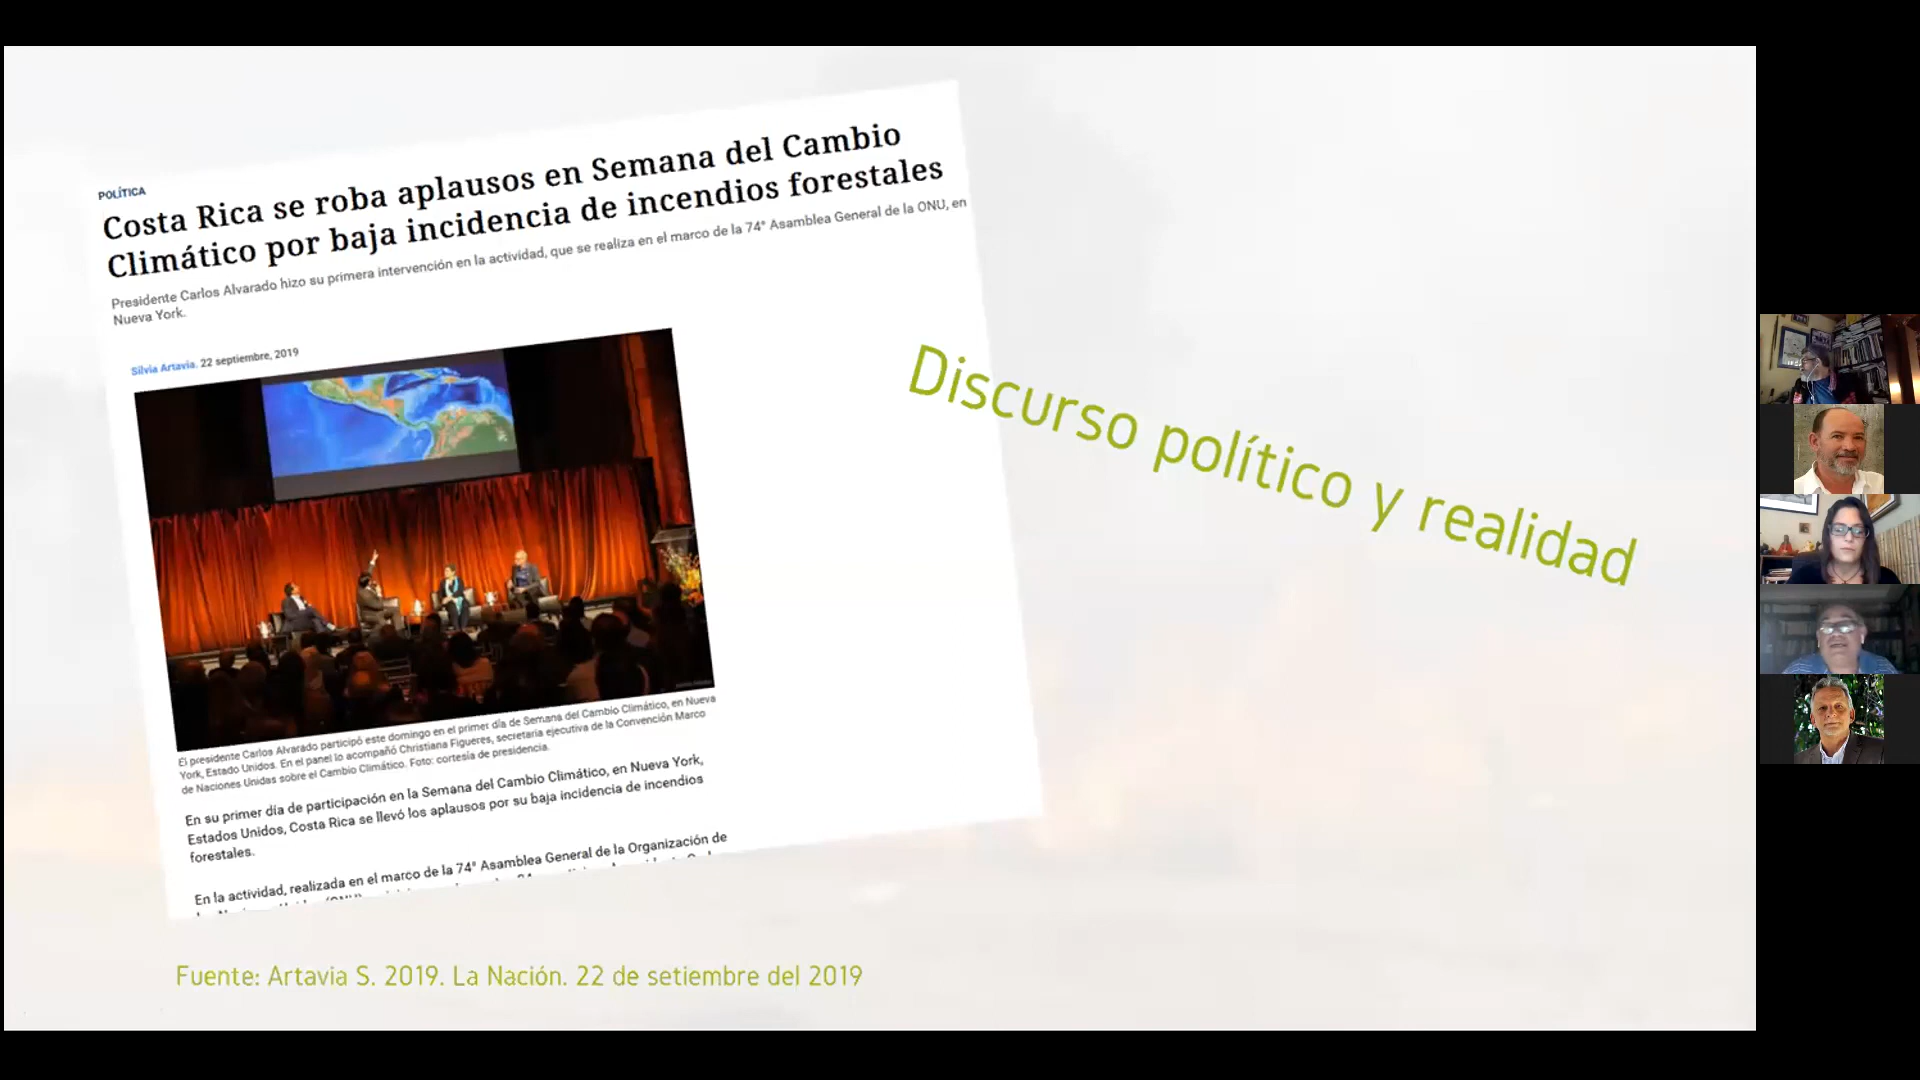 POLÍTICA
Costa Rica se roba aplausos en Semana del Cambio
Climático por baja incidencia de incendios forestales
Presidente Carlos Alvarado hizo su primera intervención en la actividad, que se realiza en el marco de la 74° Asamblea General de la ONU, en
Nueva York.
Silvia Artavia. 22 septiembre, 2019
El presidente Carlos Alvarado participó este domingo en el primer día de Semana del Cambio Climático, en Nueva
York, Estado Unidos. En el panel lo acompañó Christiana Figueres, secretaria ejecutiva de la Convención Marco
de Naciones Unidas sobre el Cambio Climático. Foto: cortesía de presidencia.
En su primer día de participación en la Semana del Cambio Climático, en Nueva York,
Estados Unidos, Costa Rica se llevó los aplausos por su baja incidencia de incendios
forestales.
En la actividad, realizada en el marco de la 74° Asamblea General de la Organización de
Discurso político y realidad
Fuente: Artavia S. 2019. La Nación. 22 de setiembre del 2019